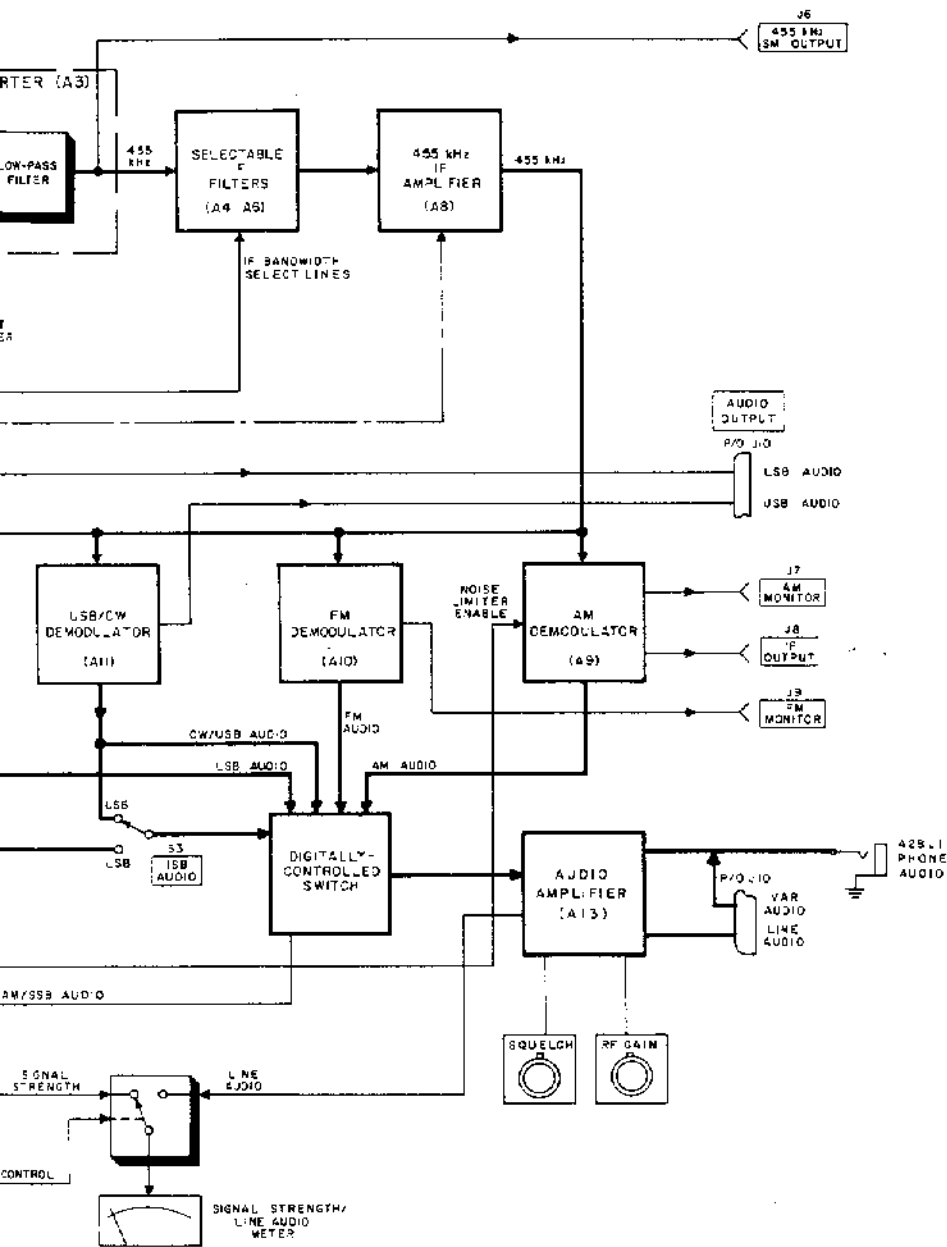 J6
455 kHz
SM OUTPUT
RTER (A3)
LOW-PASS
FILTER
455
kHz
SELECTABLE
IF
FILTERS
(A4 A6)
455 kHz
IF
AMPLIFIER
(A8)
455 kHz
IF BANDWIDTH
SELECT LINES
AUDIO
OUTPUT
P/O J10
LSB AUDIO
USB AUDIO
USB/CW
DEMODULATOR
(A11)
FM
DEMODULATOR
(A10)
NOISE
LIMITER
ENABLE
AM
DEMODULATOR
(A9)
J7
AM
MONITOR
J8
IF
OUTPUT
J9
FM
MONITOR
FM
AUDIO
CW/USB AUDIO
LSB AUDIO
AM AUDIO
USB
LSB
S3
ISB
AUDIO
DIGITALLY-
CONTROLLED
SWITCH
AUDIO
AMPLIFIER
(A13)
PHONE
AUDIO
P/O J10
VAR
AUDIO
LINE
AUDIO
AM/SSB AUDIO
SQUELCH
RF GAIN
SIGNAL
STRENGTH
LINE
AUDIO
CONTROL
SIGNAL STRENGTH/
LINE AUDIO
METER